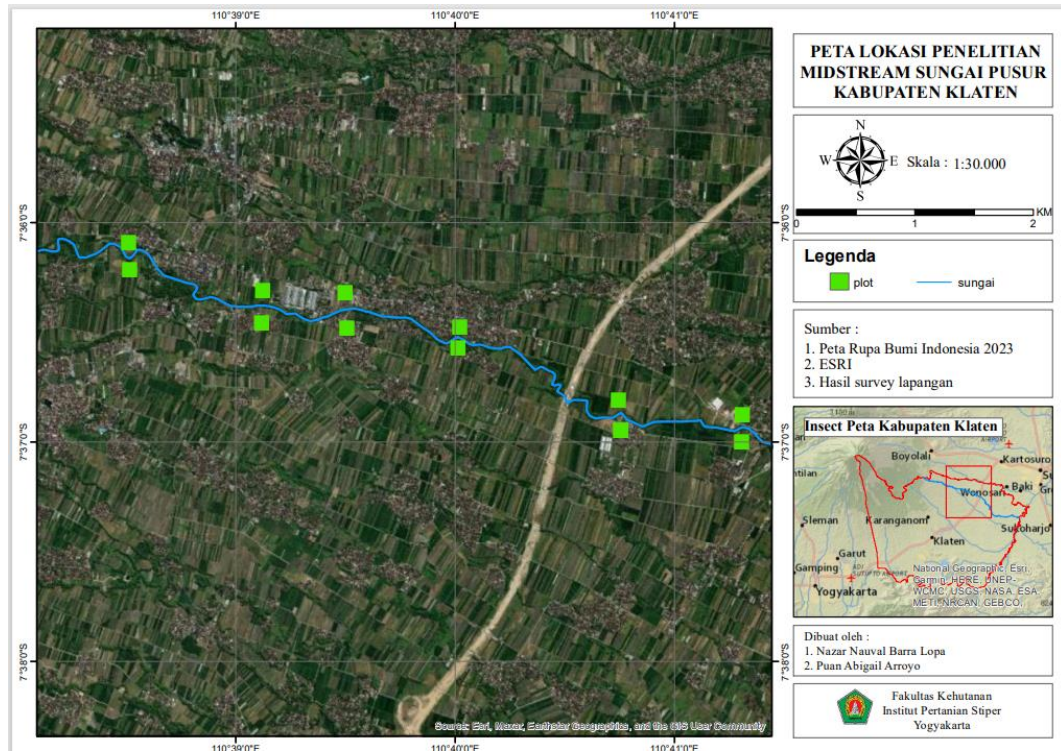 110°39'0"E 110°40'0"E 110°41'0"E
7°36'0"S 7°36'0"S
7°37'0"S 7°37'0"S
7°38'0"S 7°38'0"S
Source: Esri, Maxar, Earthstar Geographics, and the GIS User Community
110°39'0"E 110°40'0"E 110°41'0"E
PETA LOKASI PENELITIAN
MIDSTREAM SUNGAI PUSUR
KABUPATEN KLATEN
N
W E Skala : 1:30.000
S
KM
0 1 2
Legenda
plot sungai
Sumber :
1. Peta Rupa Bumi Indonesia 2023
2. ESRI
3. Hasil survey lapangan
Insect Peta Kabupaten Klaten
AIRPORT
Boyolali Kartosuro
ntilan Su
Wonosari Baki Gr
Sleman Karanganom Sukoharjo
Klaten
Garut
Gamping
Yogyakarta
National Geographic, Esri,
Garmin, HERE, UNEP-
WCMC, USGS, NASA, ESA,
METI, NRCAN, GEBCO,
Dibuat oleh :
1. Nazar Nauval Barra Lopa
2. Puan Abigail Arroyo
Fakultas Kehutanan
Institut Pertanian Stiper
Yogyakarta